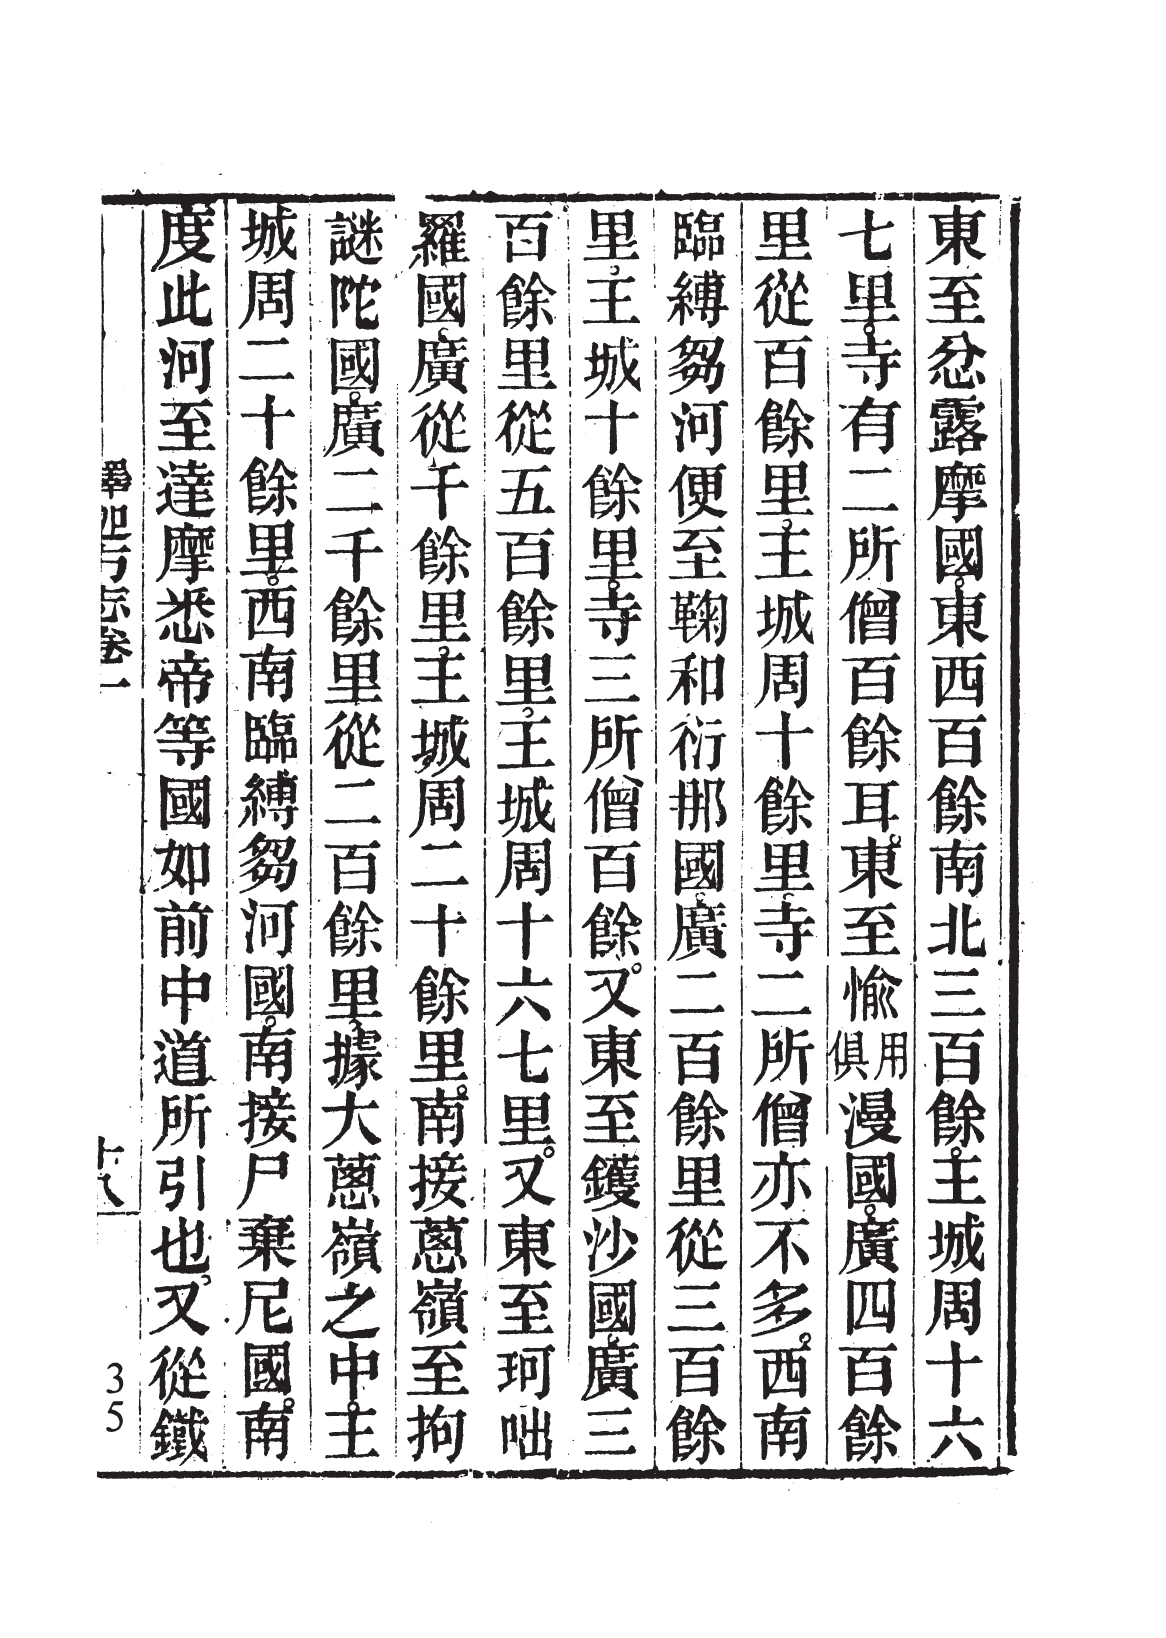 東至忿露摩國。東西百餘南北三百餘。主城周十六
七里。寺有二所僧百餘耳。東至愉用俱漫國。廣四百餘
里從百餘里。主城周十餘里。寺二所僧亦不多。西南
臨縛芻河便至鞠和衍那國。廣二百餘里從三百餘
里。王城十餘里。寺三所僧百餘。又東至鑊沙國。廣三
百餘里從五百餘里。王城周十六七里。又東至珂咄
羅國。廣從千餘里。主城周二十餘里。南接蔥嶺至拘
謎陀國。廣二千餘里從二百餘里。據大蔥嶺之中。主
城周二十餘里。西南臨縛芻河國。南接尸棄尼國。南
度此河至達摩悉帝等國如前中道所引也。又從鐵
釋迦方志卷一
十八
35